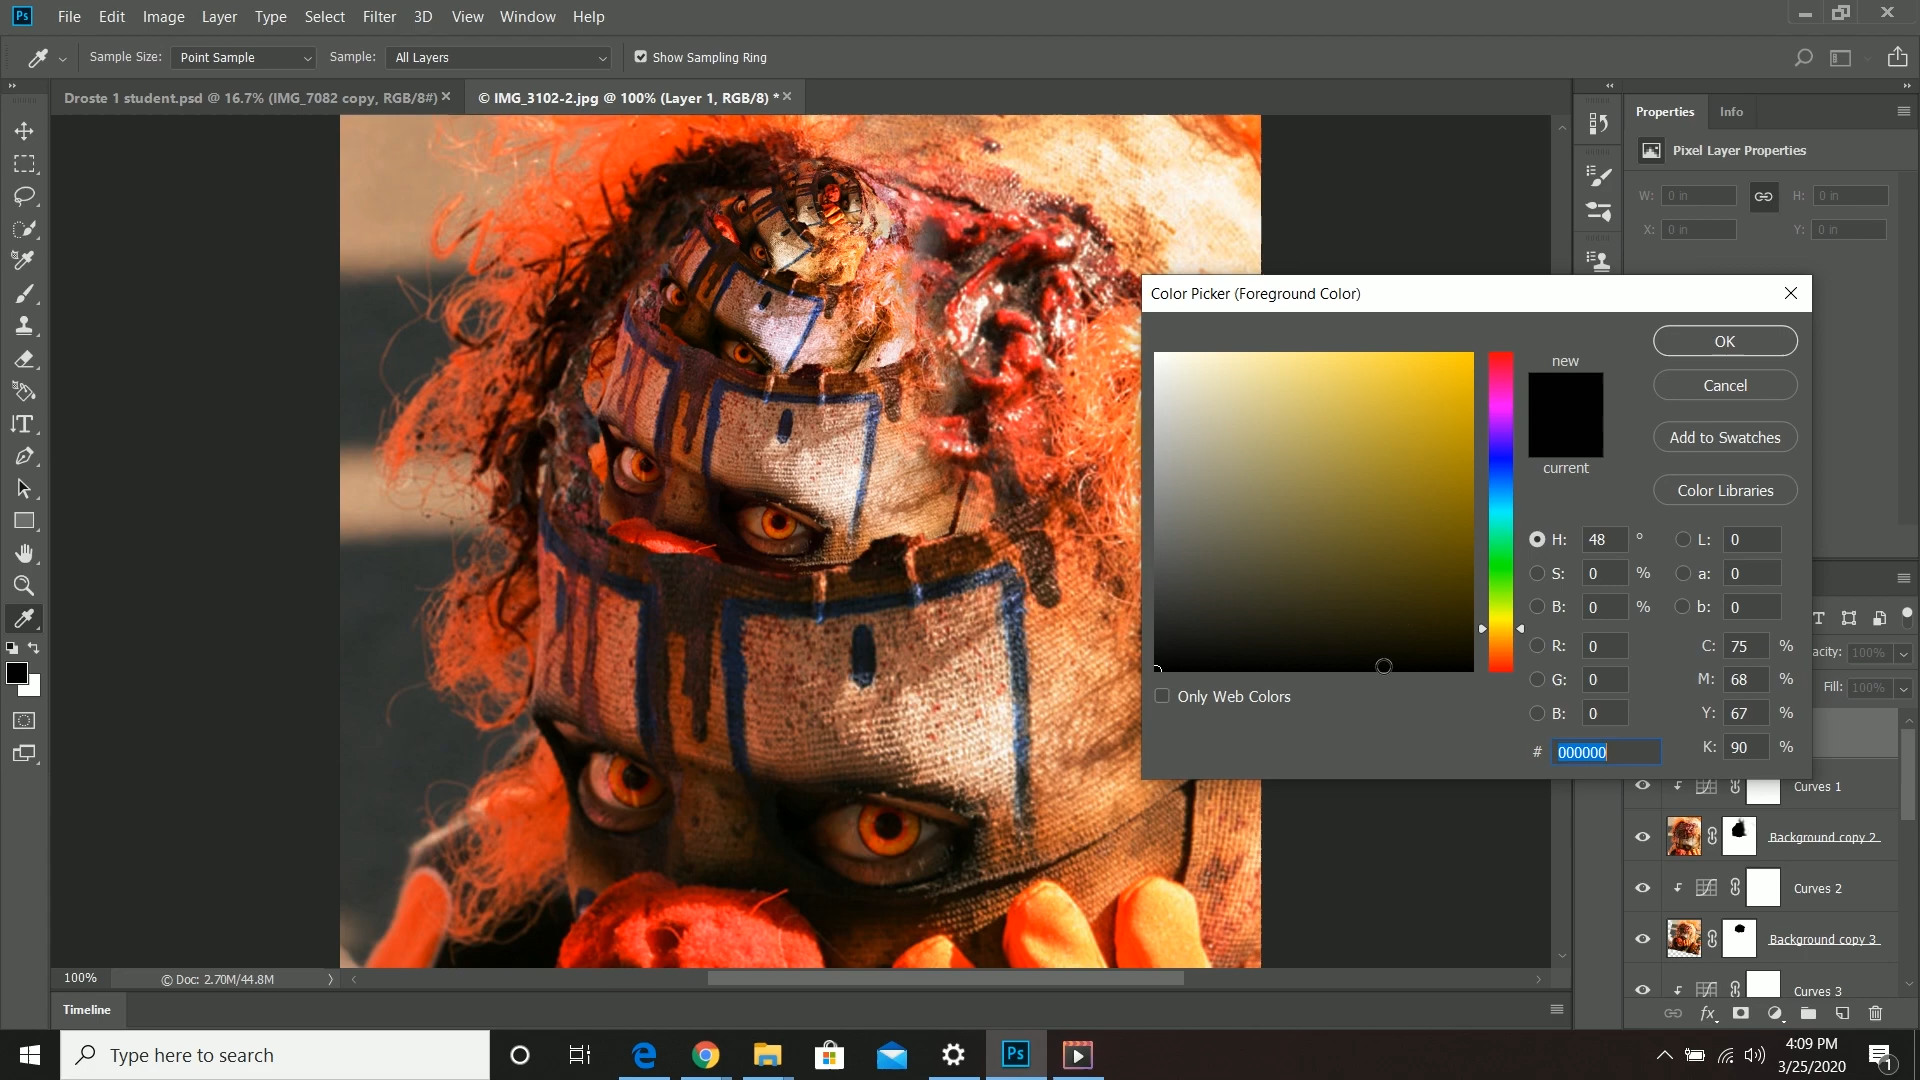 Ps File Edit Image Layer Type Select Filter 3D View Window Help
Sample Size: Point Sample Sample: All Layers Show Sampling Ring
Droste 1 student.psd @ 16.7% (IMG_7082 copy, RGB/8#) × © IMG_3102-2.jpg @ 100% (Layer 1, RGB/8) * ×
Properties Info
Pixel Layer Properties
W: 0 in H: 0 in
X: 0 in Y: 0 in
Color Picker (Foreground Color)
OK
new
Cancel
Add to Swatches
current
Color Libraries
H: 48 ° L: 0
S: 0 % a: 0
B: 0 % b: 0
R: 0 C: 75 %
G: 0 M: 68 %
B: 0 Y: 67 %
# 000000 K: 90 %
Only Web Colors
acity: 100%
Fill: 100%
Curves 1
Background copy 2
Curves 2
Background copy 3
Curves 3
fx
100% © Doc: 2.70M/44.8M
Timeline
Type here to search
Ps
4:09 PM
3/25/2020
1